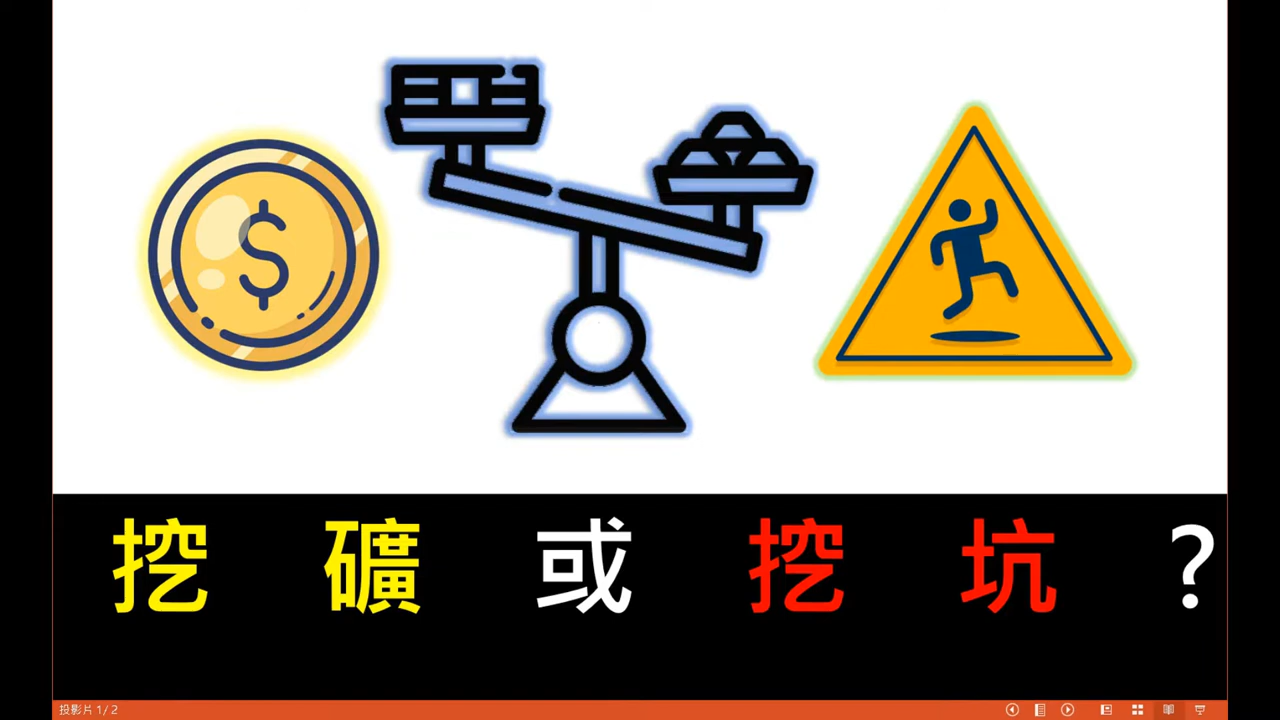 $
挖 礦 或 挖 坑 ?
投影片 1/2